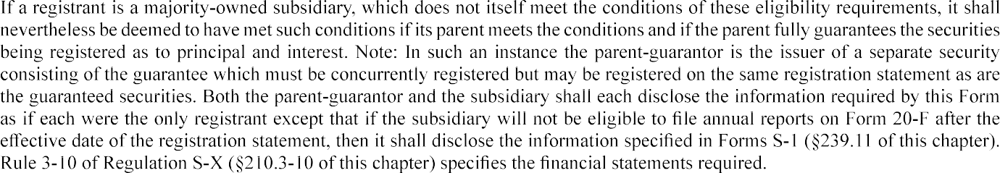 If a registrant is a majority-owned subsidiary, which does not itself meet the conditions of these eligibility requirements, it shall
nevertheless be deemed to have met such conditions if its parent meets the conditions and if the parent fully guarantees the securities
being registered as to principal and interest. Note: In such an instance the parent-guarantor is the issuer of a separate security
consisting of the guarantee which must be concurrently registered but may be registered on the same registration statement as are
the guaranteed securities. Both the parent-guarantor and the subsidiary shall each disclose the information required by this Form
as if each were the only registrant except that if the subsidiary will not be eligible to file annual reports on Form 20-F after the
effective date of the registration statement, then it shall disclose the information specified in Forms S-1 (§239.11 of this chapter).
Rule 3-10 of Regulation S-X (§210.3-10 of this chapter) specifies the financial statements required.